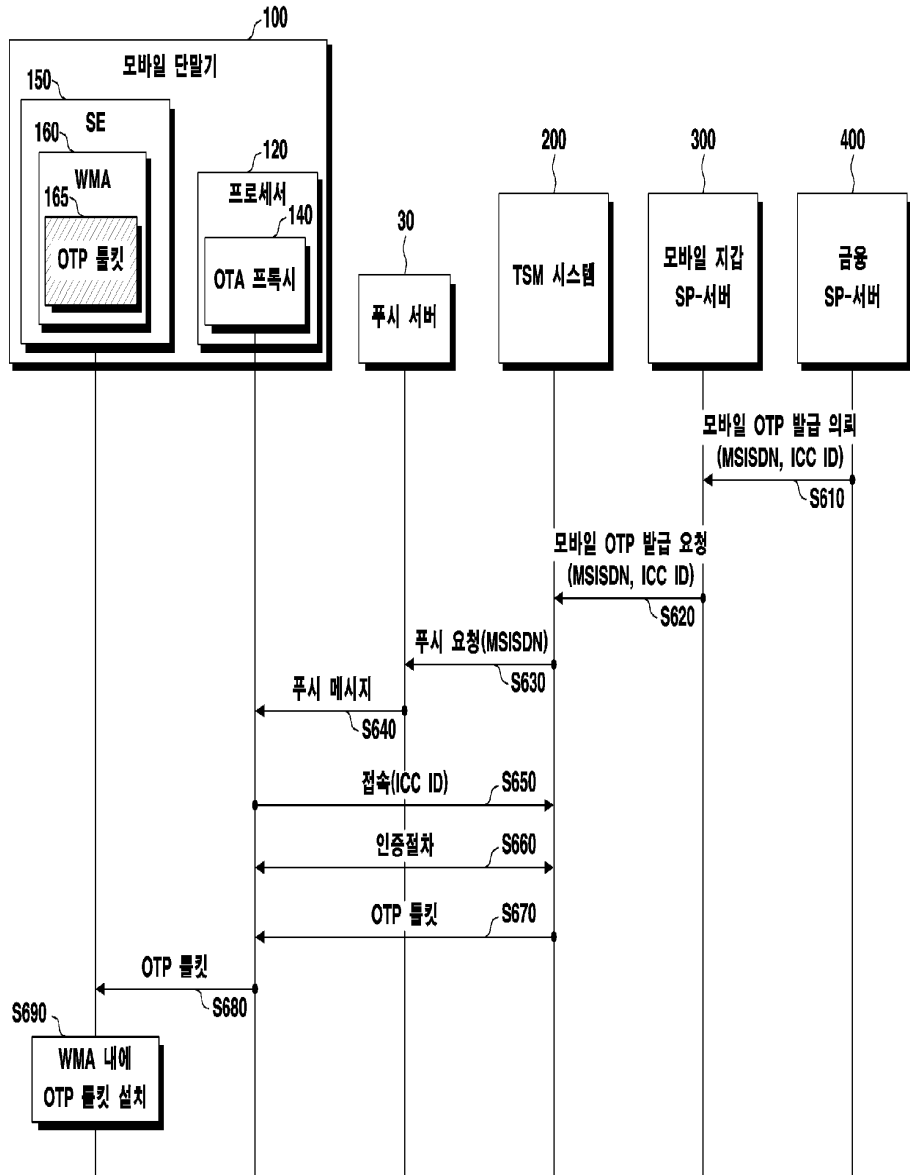 100
모바일 단말기
150
SE
160
WMA
165
OTP 툴킷
120
프로세서
140
OTA 프록시
30
푸시 서버
200
TSM 시스템
300
모바일 지갑
SP-서버
400
금융
SP-서버
모바일 OTP 발급 의뢰
(MSISDN, ICC ID)
S610
모바일 OTP 발급 요청
(MSISDN, ICC ID)
S620
푸시 요청(MSISDN)
S630
푸시 메시지
S640
접속(ICC ID)
S650
인증절차
S660
OTP 툴킷
S670
OTP 툴킷
S680
S690
WMA 내에
OTP 툴킷 설치